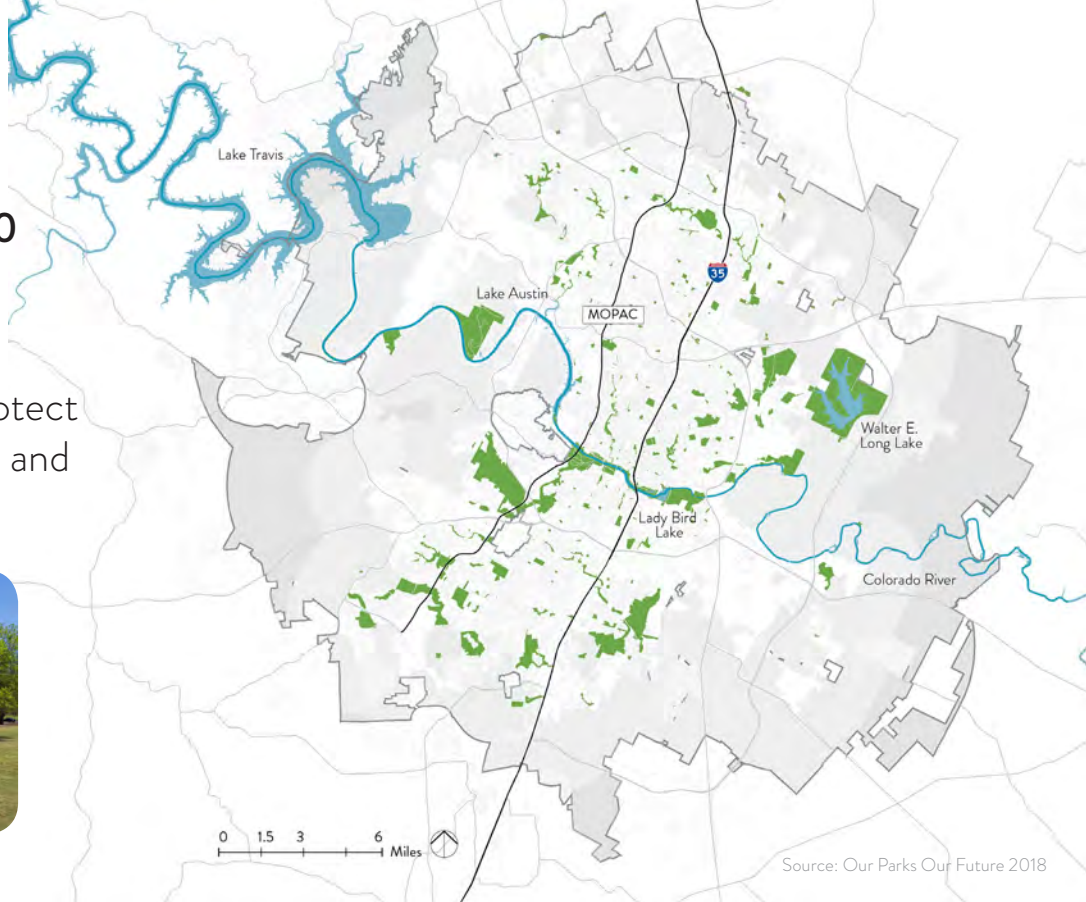 0
otect
and
Lake Travis
Lake Austin
MOPAC
35
Walter E.
Long Lake
Lady Bird
Lake
Colorado River
0 1.5 3 6
Miles
Source: Our Parks Our Future 2018